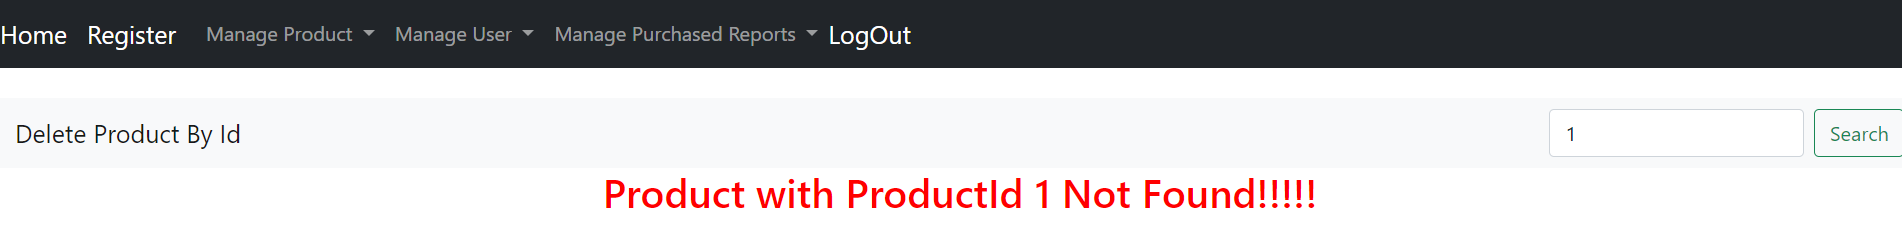 Home Register Manage Product Manage User Manage Purchased Reports LogOut
Delete Product By Id 1 Search
Product with ProductId 1 Not Found!!!!!